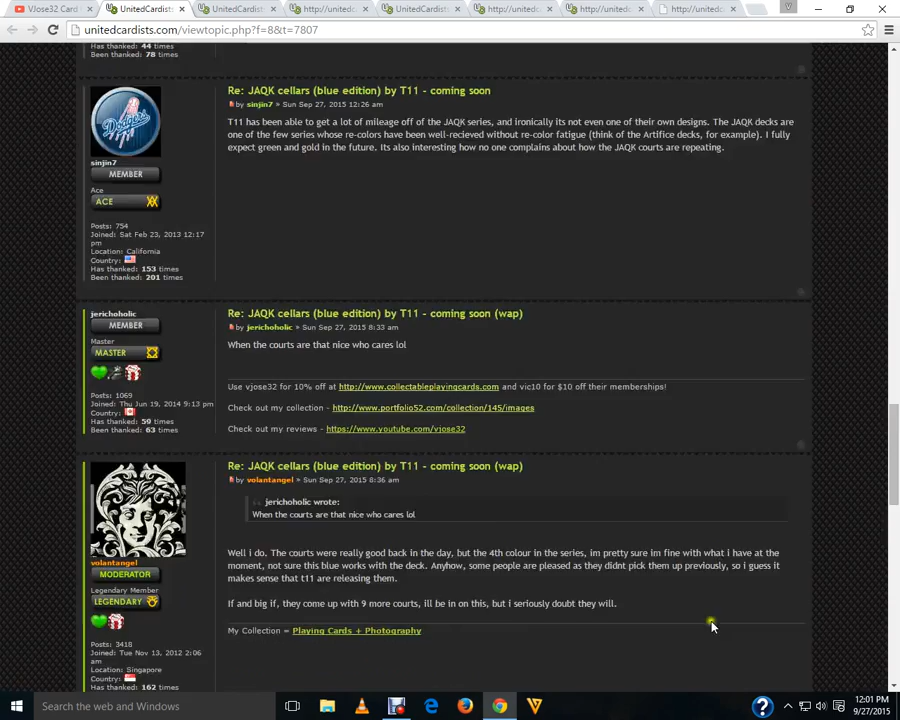 VJose32 Card
UnitedCardists
UnitedCardist:
http://united
UnitedCardist:
http://unitedc
http://united
http://united
unitedcardists.com/viewtopic.php?f=8&t=7807
Has thanked: 44 times
Been thanked: 78 times
Re: JAQK cellars (blue edition) by T11 - coming soon
by sinjin7 » Sun Sep 27, 2015 12:26 am
T11 has been able to get a lot of mileage off of the JAQK series, and ironically its not even one of their own designs. The JAQK decks are
one of the few series whose re-colors have been well-recieved without re-color fatigue (think of the Artifice decks, for example). I fully
expect green and gold in the future. Its also interesting how no one complains about how the JAQK courts are repeating.
Dodgers
sinjin7
MEMBER
Ace
ACE
Posts: 754
Joined: Sat Feb 23, 2013 12:17
pm
Location: California
Country:
Has thanked: 153 times
Been thanked: 201 times
jerichoholic
MEMBER
Master
MASTER
Posts: 1069
Joined: Thu Jun 19, 2014 9:13 pm
Country:
Has thanked: 59 times
Been thanked: 63 times
Re: JAQK cellars (blue edition) by T11 - coming soon (wap)
by jerichoholic » Sun Sep 27, 2015 8:33 am
When the courts are that nice who cares lol
Use vjose32 for 10% off at http://www.collectableplayingcards.com and vic10 for $10 off their memberships!
Check out my collection - http://www.portfolio52.com/collection/145/images
Check out my reviews - https://www.youtube.com/vjose32
Re: JAQK cellars (blue edition) by T11 - coming soon (wap)
by volantangel » Sun Sep 27, 2015 8:36 am
jerichoholic wrote:
When the courts are that nice who cares lol
Well i do. The courts were really good back in the day, but the 4th colour in the series, im pretty sure im fine with what i have at the
moment, not sure this blue works with the deck. Anyhow, some people are pleased as they didnt pick them up previously, so i guess it
makes sense that t11 are releasing them.
If and big if, they come up with 9 more courts, ill be in on this, but i seriously doubt they will.
My Collection = Playing Cards + Photography
volantangel
MODERATOR
Legendary Member
LEGENDARY
Posts: 3418
Joined: Tue Nov 13, 2012 2:06
am
Location: Singapore
Country:
Has thanked: 162 times
Search the web and Windows
12:01 PM
9/27/2015